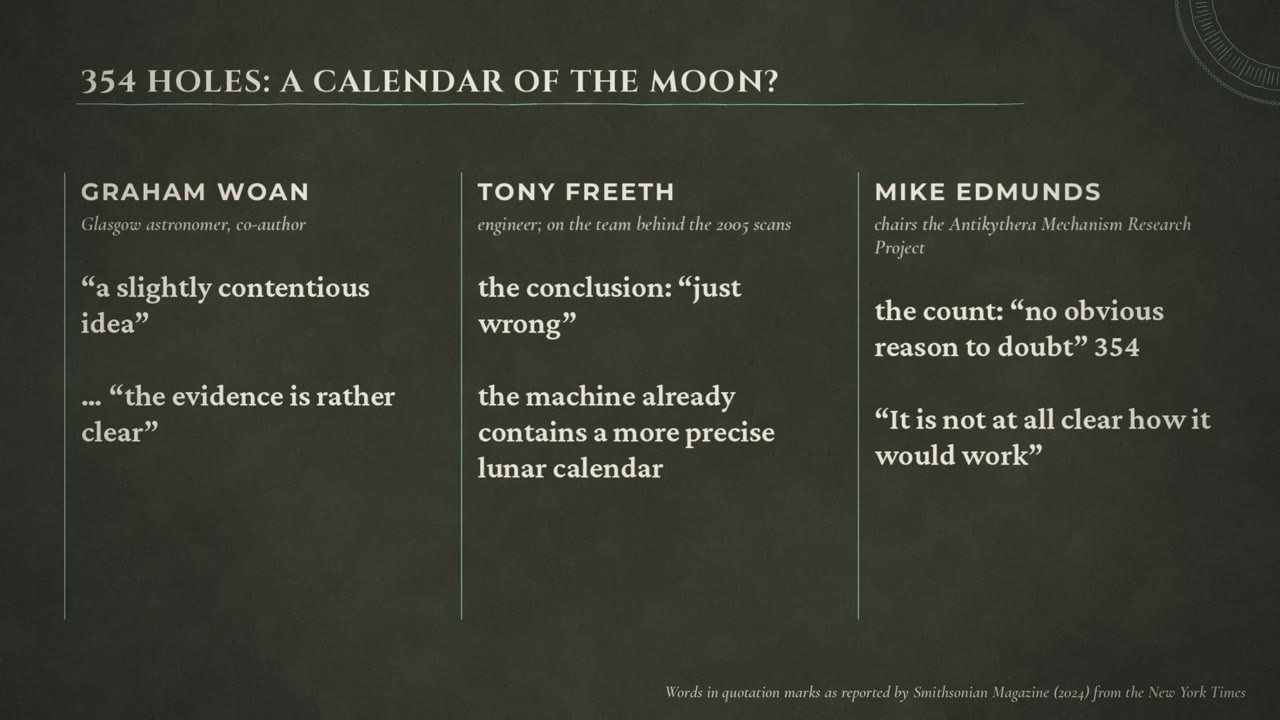 354 HOLES: A CALENDAR OF THE MOON?
GRAHAM WOAN
Glasgow astronomer, co-author
“a slightly contentious
idea”
... “the evidence is rather
clear”
TONY FREETH
engineer; on the team behind the 2005 scans
the conclusion: “just
wrong”
the machine already
contains a more precise
lunar calendar
MIKE EDMUNDS
chairs the Antikythera Mechanism Research
Project
the count: “no obvious
reason to doubt” 354
“It is not at all clear how it
would work”
Words in quotation marks as reported by Smithsonian Magazine (2024) from the New York Times